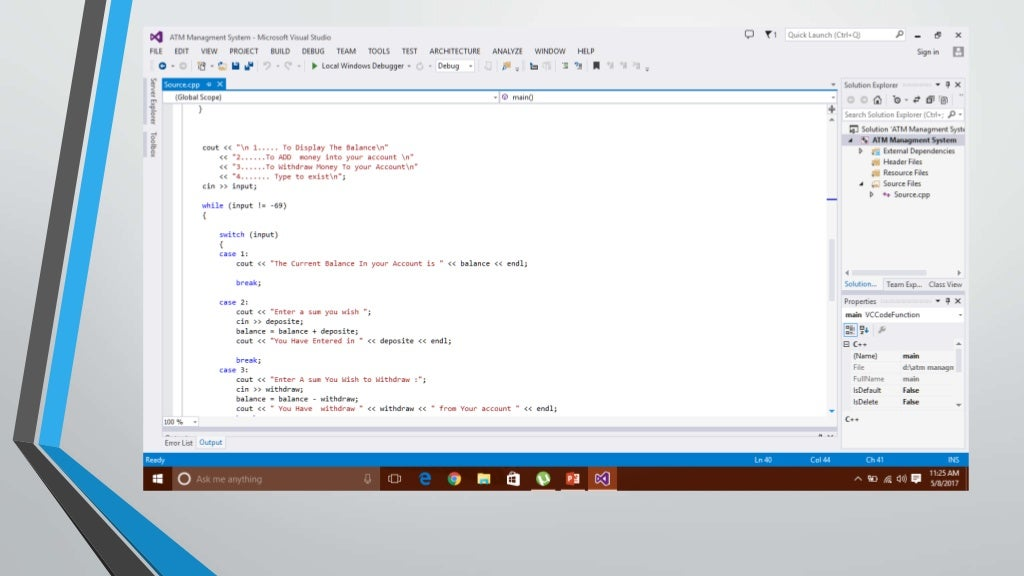 ATM Managment System - Microsoft Visual Studio
Quick Launch (Ctrl+Q)
FILE EDIT VIEW PROJECT BUILD DEBUG TEAM TOOLS TEST ARCHITECTURE ANALYZE WINDOW HELP
Sign in
Local Windows Debugger
Debug
Server Explorer
Toolbox
Source.cpp
(Global Scope)
main()
}
cout << "\n 1..... To Display The Balance\n"
<< "2......To ADD money into your account \n"
<< "3......To Withdraw Money To your Account\n"
<< "4....... Type to exist\n";
cin >> input;
while (input != -69)
{
switch (input)
{
case 1:
cout << "The Current Balance In your Account is " << balance << endl;
break;
case 2:
cout << "Enter a sum you wish ";
cin >> deposite;
balance = balance + deposite;
cout << "You Have Entered in " << deposite << endl;
break;
case 3:
cout << "Enter A sum You Wish to Withdraw :";
cin >> withdraw;
balance = balance - withdraw;
cout << " You Have withdraw " << withdraw << " from Your account " << endl;
100 %
Error List Output
Solution Explorer
Search Solution Explorer (Ctrl+;
Solution 'ATM Managment Syste
ATM Managment System
External Dependencies
Header Files
Resource Files
Source Files
Source.cpp
Solution... Team Exp... Class View
Properties
main VCCodeFunction
C++
(Name) main
File d:\atm managn
FullName main
IsDefault False
IsDelete False
C++
Ready
Ln 40 Col 44 Ch 41 INS
Ask me anything
11:25 AM
5/8/2017